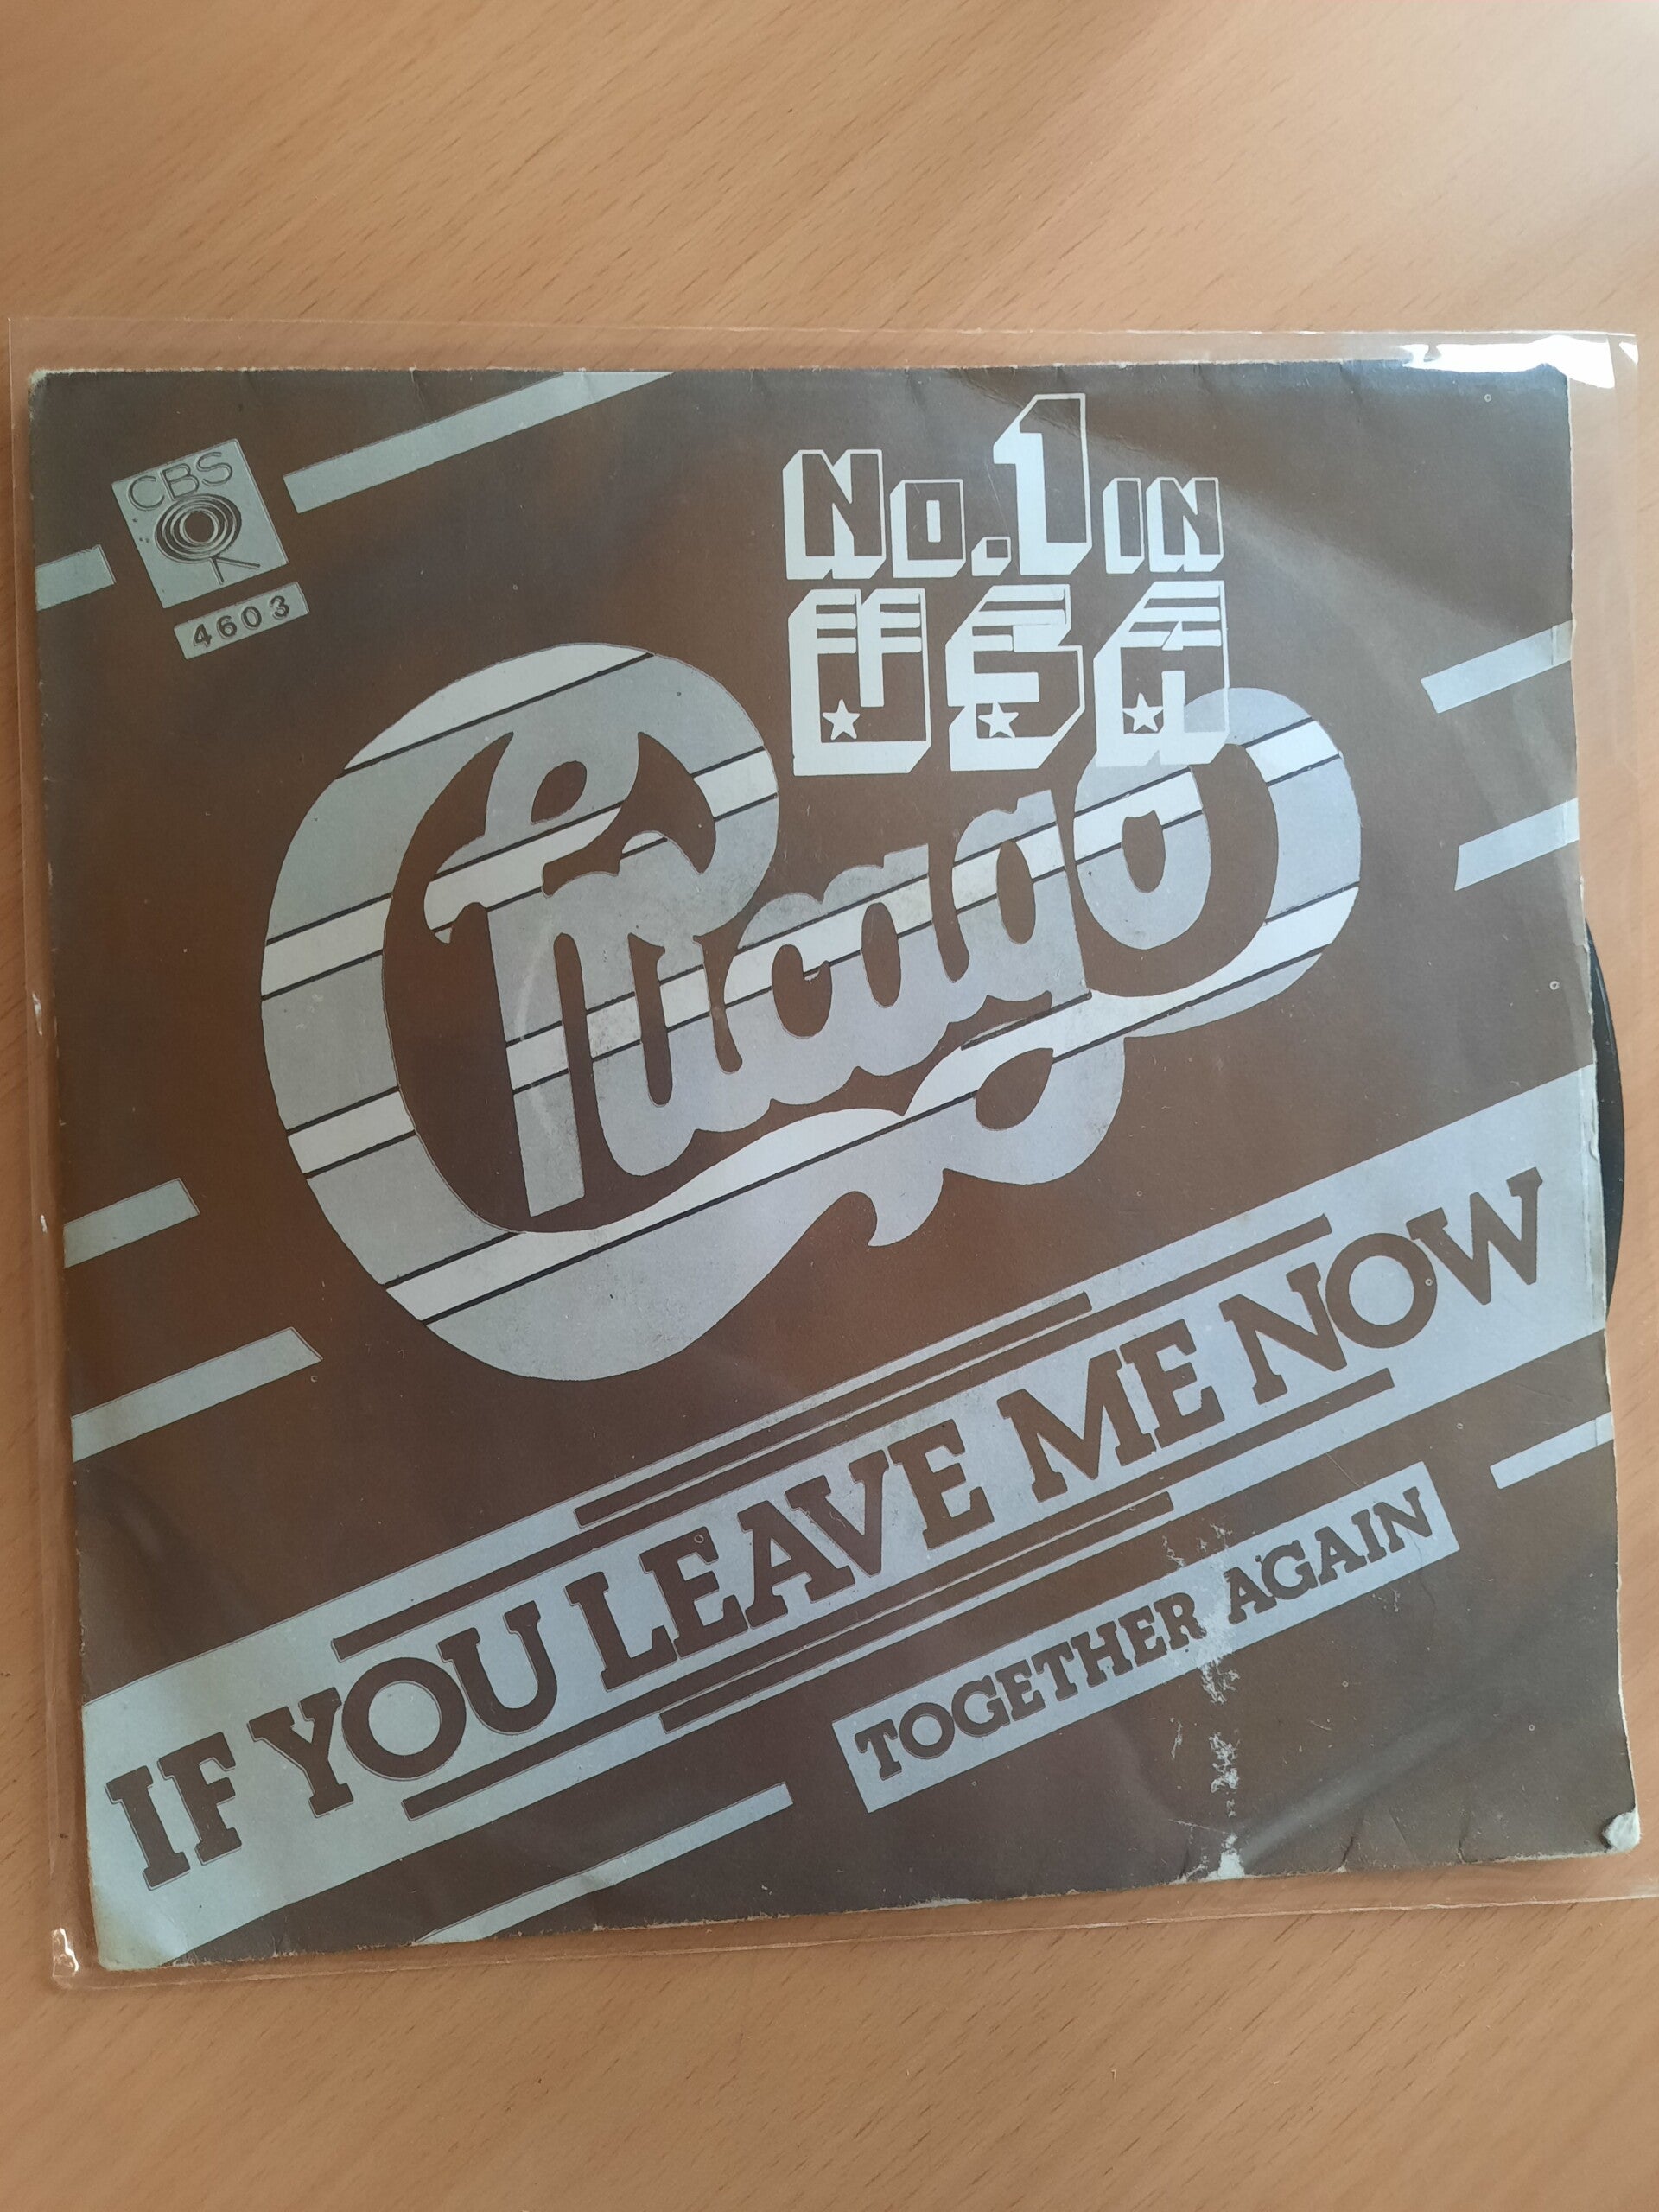 CBS
4603
No.1 IN
USA
Chicago
IF YOU LEAVE ME NOW
TOGETHER AGAIN